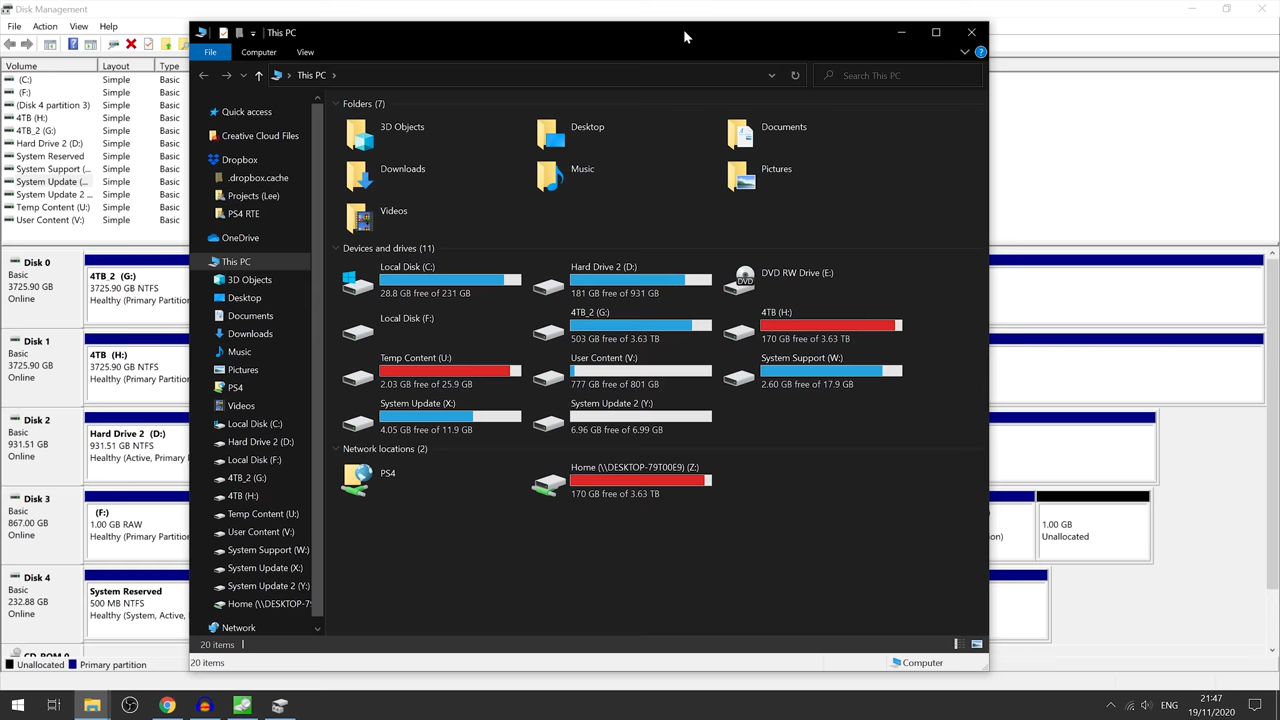 Disk Management
File Action View Help
Volume Layout Type
(C:) Simple Basic
(F:) Simple Basic
(Disk 4 partition 3) Simple Basic
4TB (H:) Simple Basic
4TB_2 (G:) Simple Basic
Hard Drive 2 (D:) Simple Basic
System Reserved Simple Basic
System Support (... Simple Basic
System Update (... Simple Basic
System Update 2 ... Simple Basic
Temp Content (U:) Simple Basic
User Content (V:) Simple Basic
Disk 0
Basic
3725.90 GB
Online
4TB_2 (G:)
3725.90 GB NTFS
Healthy (Primary Partition)
Disk 1
Basic
3725.90 GB
Online
4TB (H:)
3725.90 GB NTFS
Healthy (Primary Partition)
Disk 2
Basic
931.51 GB
Online
Hard Drive 2 (D:)
931.51 GB NTFS
Healthy (Active, Primary
Disk 3
Basic
867.00 GB
Online
(F:)
1.00 GB RAW
Healthy (Primary Partition)
on)
1.00 GB
Unallocated
Disk 4
Basic
232.88 GB
Online
System Reserved
500 MB NTFS
Healthy (System, Active,
CD-ROM 0
Unallocated Primary partition
This PC
File Computer View
This PC
Search This PC
Quick access
Creative Cloud Files
Dropbox
.dropbox.cache
Projects (Lee)
PS4 RTE
OneDrive
This PC
3D Objects
Desktop
Documents
Downloads
Music
Pictures
PS4
Videos
Local Disk (C:)
Hard Drive 2 (D:)
Local Disk (F:)
4TB_2 (G:)
4TB (H:)
Temp Content (U:)
User Content (V:)
System Support (W:)
System Update (X:)
System Update 2 (Y:)
Home (\\DESKTOP-79
Network
Folders (7)
3D Objects
Desktop
Documents
Downloads
Music
Pictures
Videos
Devices and drives (11)
Local Disk (C:)
28.8 GB free of 231 GB
Hard Drive 2 (D:)
181 GB free of 931 GB
DVD RW Drive (E:)
DVD
Local Disk (F:)
4TB_2 (G:)
503 GB free of 3.63 TB
4TB (H:)
170 GB free of 3.63 TB
Temp Content (U:)
2.03 GB free of 25.9 GB
User Content (V:)
777 GB free of 801 GB
System Support (W:)
2.60 GB free of 17.9 GB
System Update (X:)
4.05 GB free of 11.9 GB
System Update 2 (Y:)
6.96 GB free of 6.99 GB
Network locations (2)
PS4
Home (\\DESKTOP-79T00E9) (Z:)
170 GB free of 3.63 TB
20 items
20 items
Computer
ENG
21:47
19/11/2020